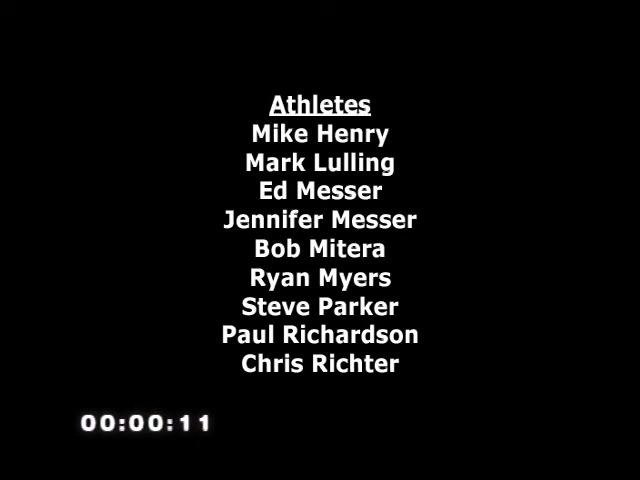 Athletes
Mike Henry
Mark Lulling
Ed Messer
Jennifer Messer
Bob Mitera
Ryan Myers
Steve Parker
Paul Richardson
Chris Richter
00:00:11